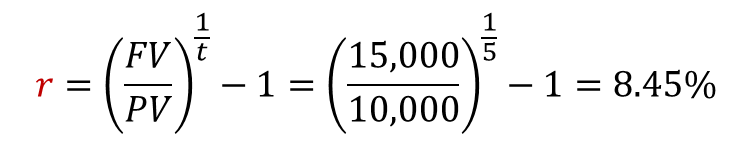 r = (FV/PV)^(1/t) − 1 = (15,000/10,000)^(1/5) − 1 = 8.45%